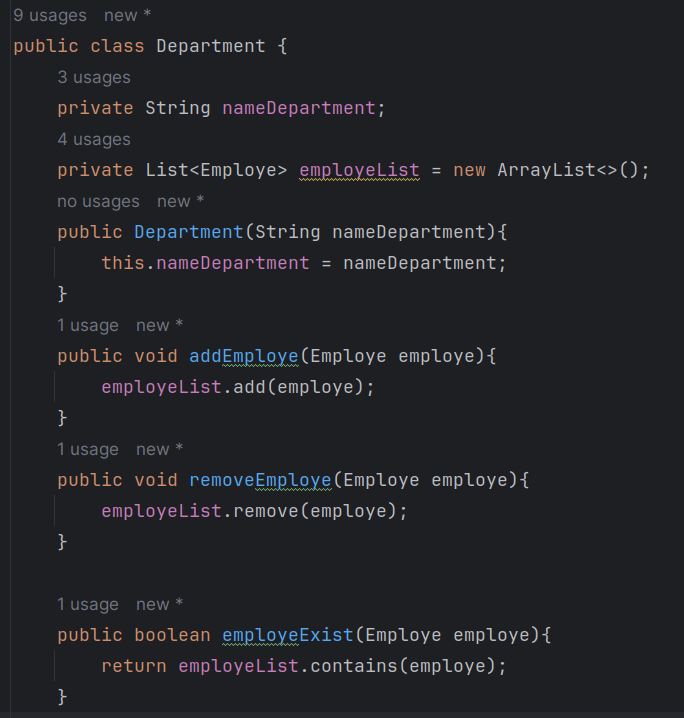 9 usages   new *
public class Department {
3 usages
private String nameDepartment;
4 usages
private List<Employe> employeList = new ArrayList<>();
no usages   new *
public Department(String nameDepartment){
this.nameDepartment = nameDepartment;
}
1 usage   new *
public void addEmploye(Employe employe){
employeList.add(employe);
}
1 usage   new *
public void removeEmploye(Employe employe){
employeList.remove(employe);
}
1 usage   new *
public boolean employeExist(Employe employe){
return employeList.contains(employe);
}